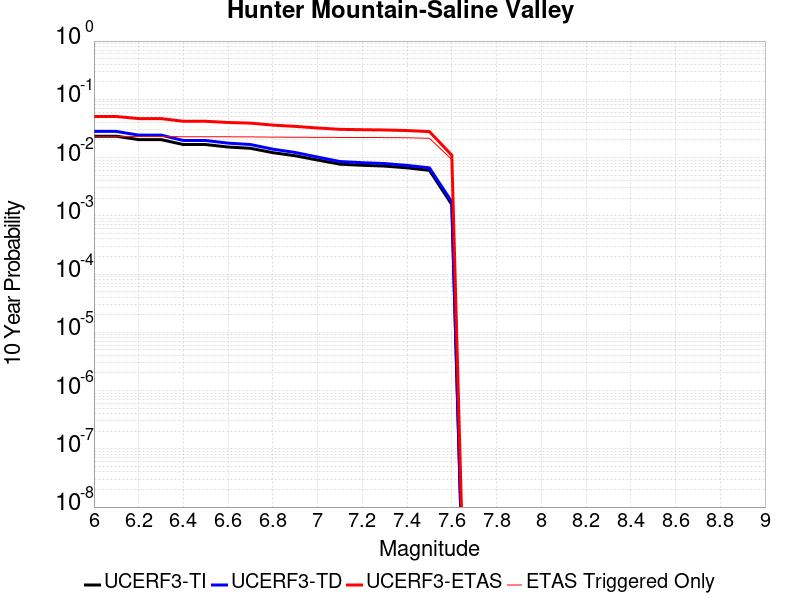 Hunter Mountain-Saline Valley
10^0
10^-1
10^-2
10^-3
10^-4
10^-5
10^-6
10^-7
10^-8
10 Year Probability
6 6.2 6.4 6.6 6.8 7 7.2 7.4 7.6 7.8 8 8.2 8.4 8.6 8.8 9
Magnitude
UCERF3-TI UCERF3-TD UCERF3-ETAS ETAS Triggered Only